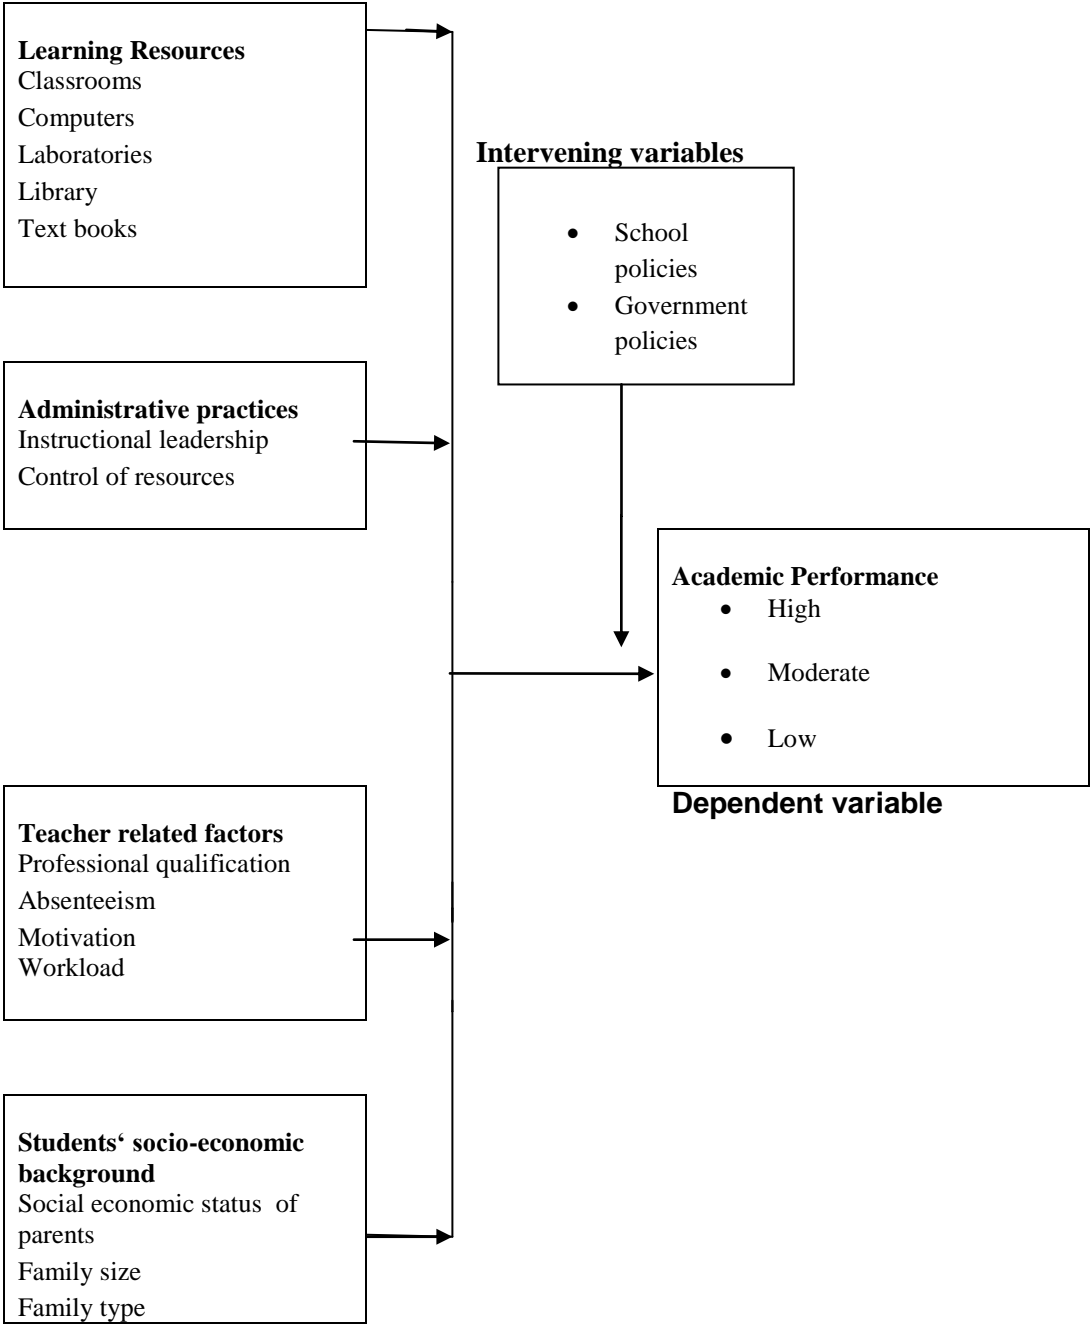 Learning Resources
Classrooms
Computers
Laboratories
Library
Text books
Intervening variables
• School
policies
• Government
policies
Administrative practices
Instructional leadership
Control of resources
Academic Performance
• High
• Moderate
• Low
Dependent variable
Teacher related factors
Professional qualification
Absenteeism
Motivation
Workload
Students‘ socio-economic
background
Social economic status  of
parents
Family size
Family type